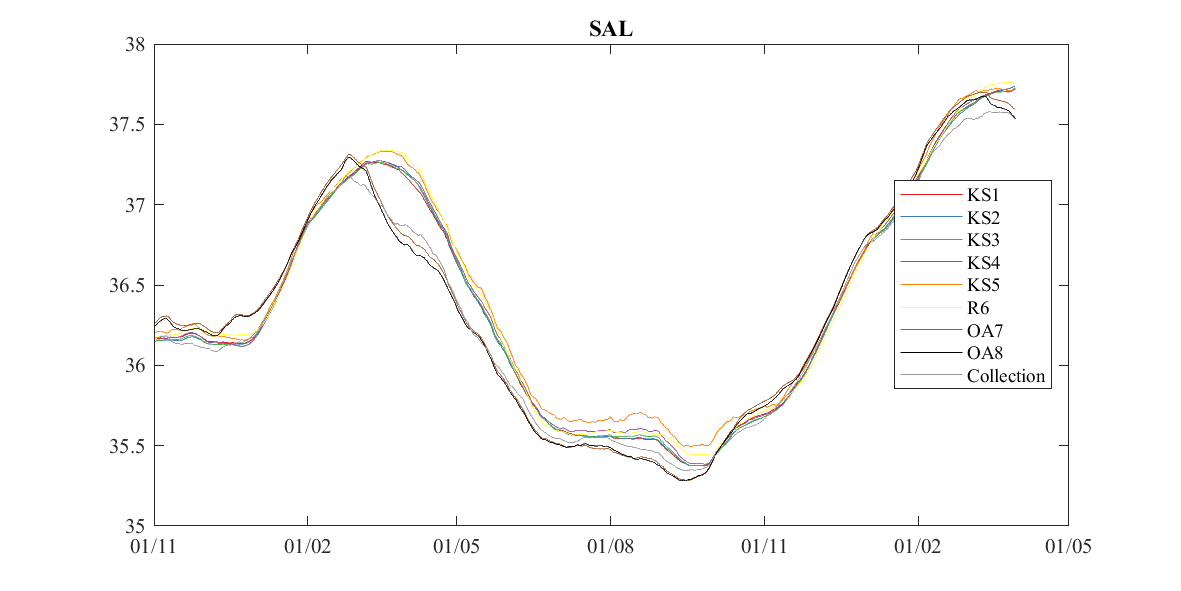 SAL
38
37.5
37
36.5
36
35.5
35
01/11
01/02
01/05
01/08
01/11
01/02
01/05
KS1
KS2
KS3
KS4
KS5
R6
OA7
OA8
Collection